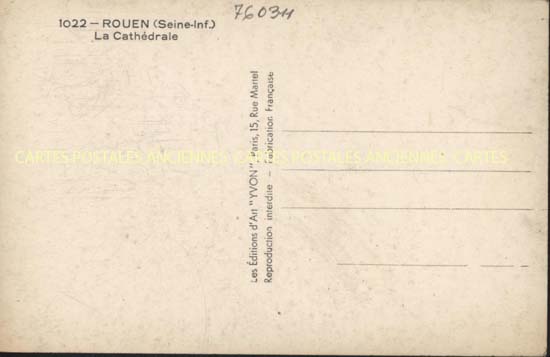 1022 — ROUEN (Seine-Inf.)
La Cathédrale
76034
Les Éditions d'Art "YVON", Paris, 15, Rue Martel
Reproduction interdite — Fabrication Française
CARTES POSTALES ANCIENNES CARTES POSTALES ANCIENNES CARTES